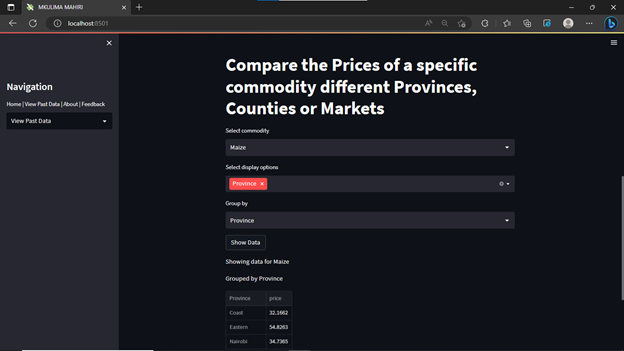 MKULIMA MAHIRI
localhost:8501
Navigation
Home | View Past Data | About | Feedback
View Past Data
Compare the Prices of a specific
commodity different Provinces,
Counties or Markets
Select commodity
Maize
Select display options
Province
Group by
Province
Show Data
Showing data for Maize
Grouped by Province
Province price
Coast 32.1662
Eastern 54.8263
Nairobi 34.7365